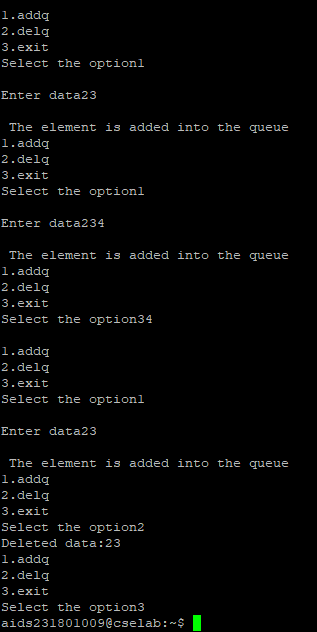 1.addq
2.delq
3.exit
Select the option1
Enter data23
 The element is added into the queue
1.addq
2.delq
3.exit
Select the option1
Enter data234
 The element is added into the queue
1.addq
2.delq
3.exit
Select the option34
1.addq
2.delq
3.exit
Select the option1
Enter data23
 The element is added into the queue
1.addq
2.delq
3.exit
Select the option2
Deleted data:23
1.addq
2.delq
3.exit
Select the option3
aids231801009@cselab:~$